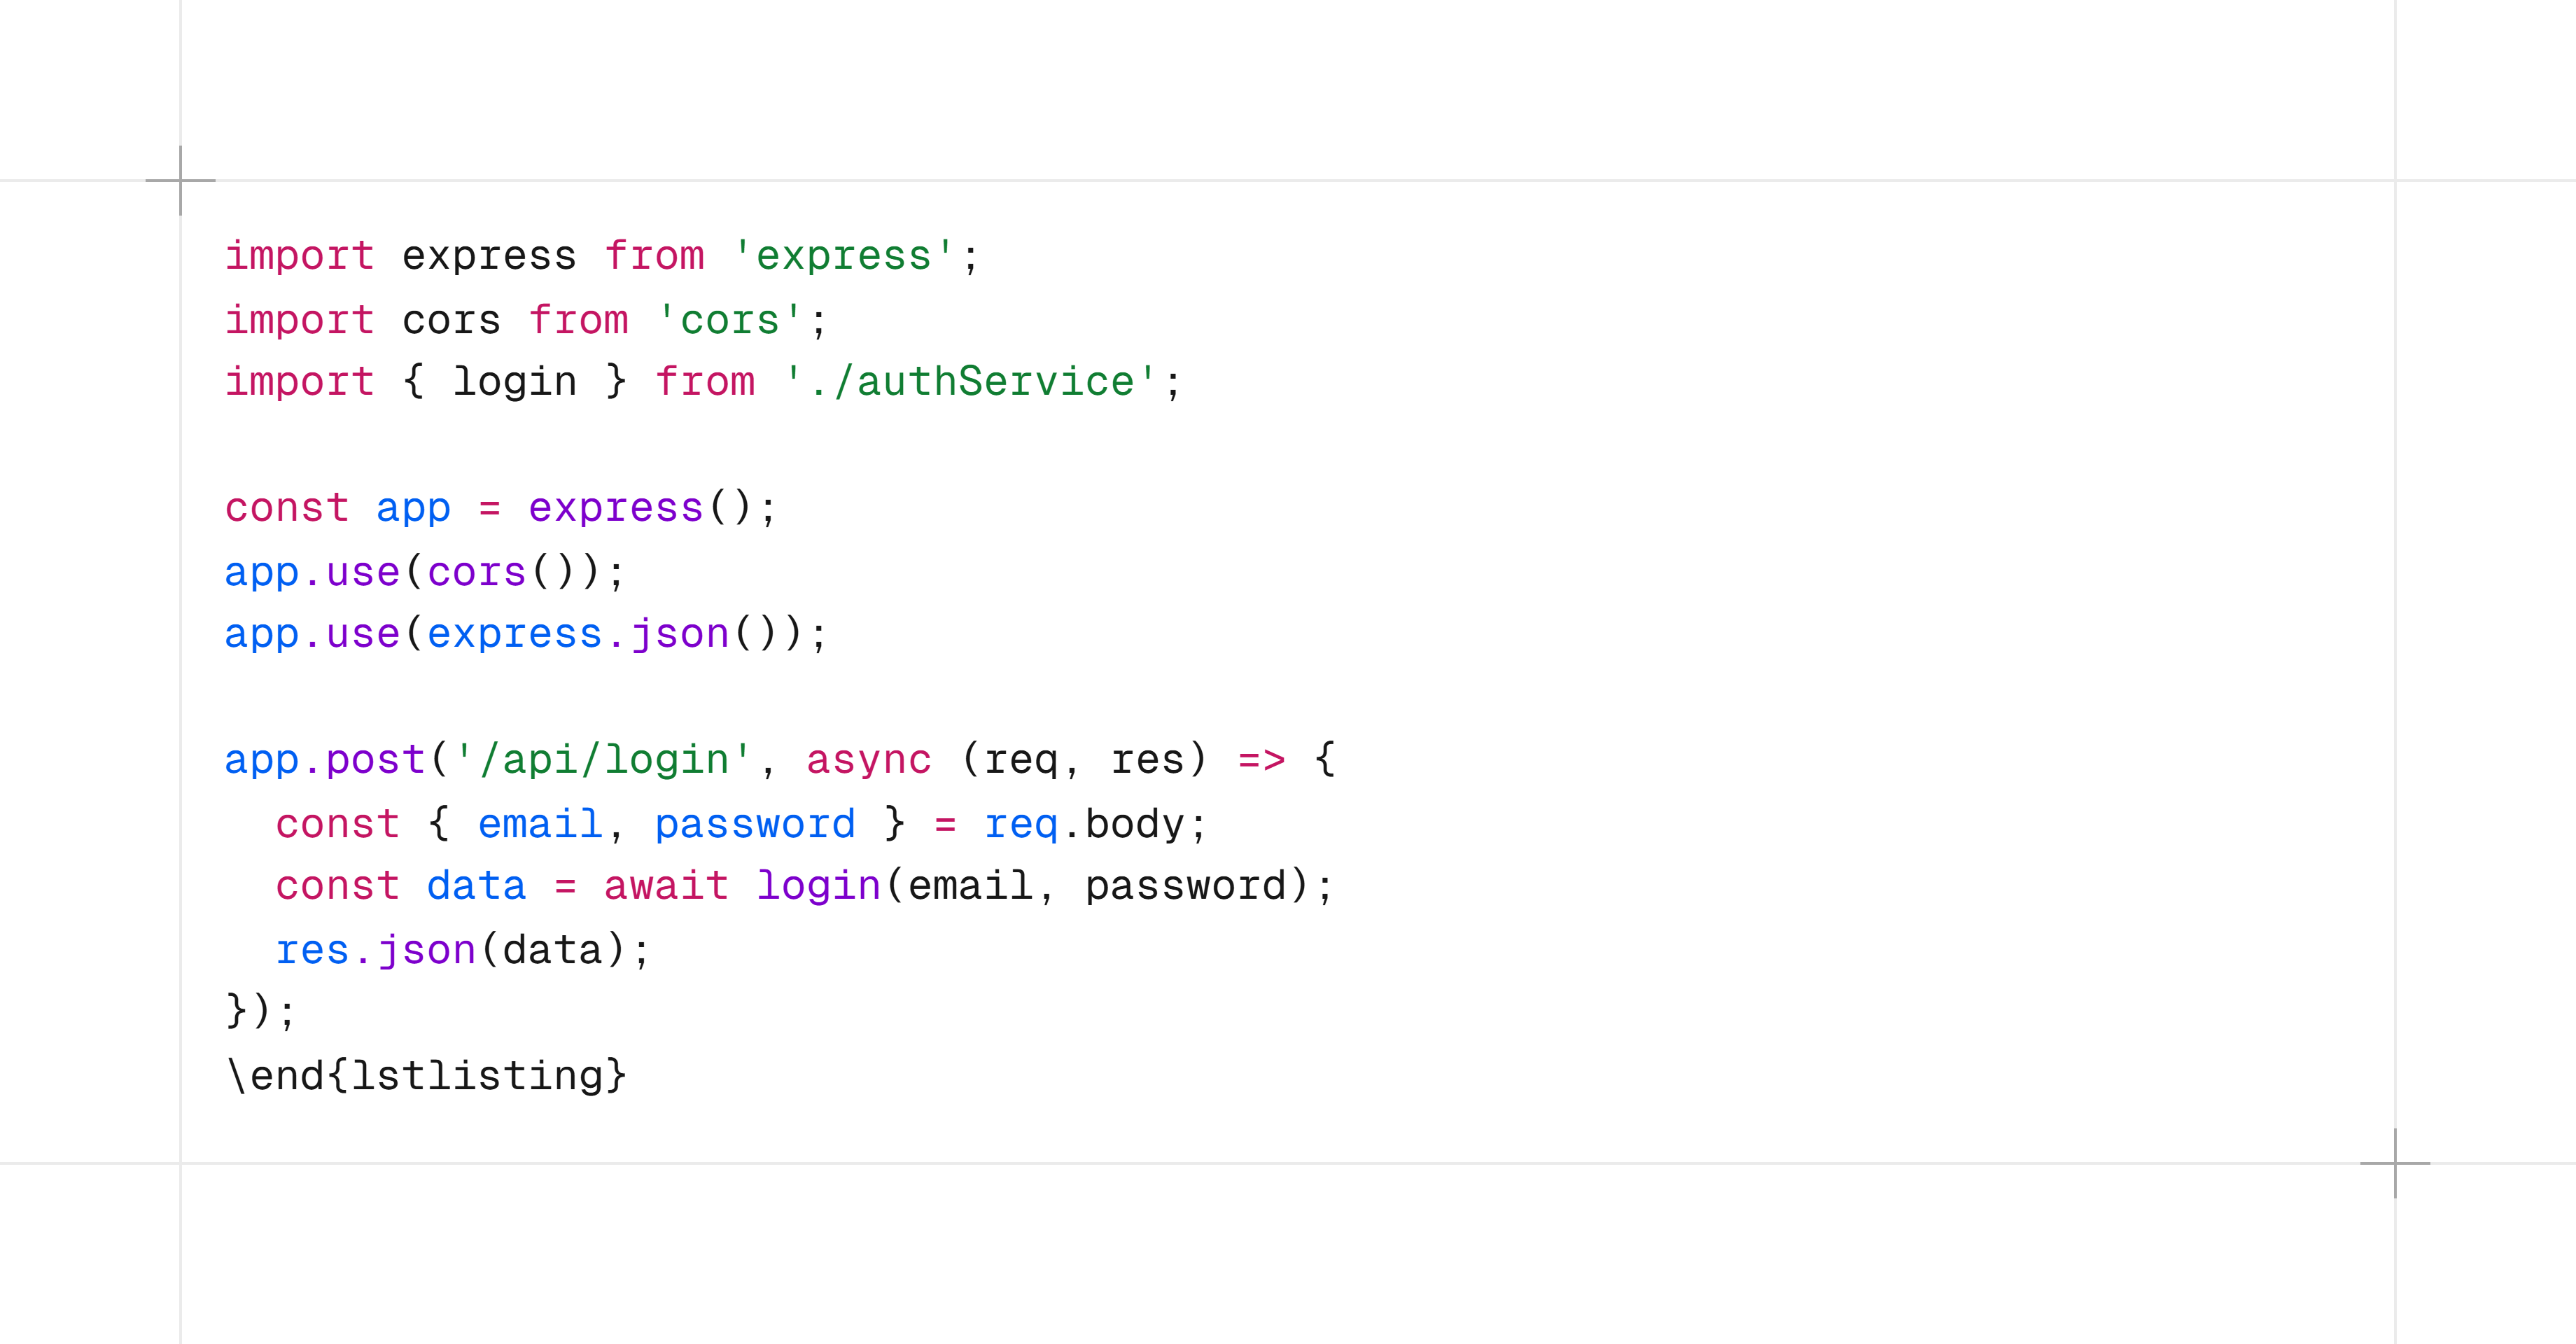 import express from 'express';
import cors from 'cors';
import { login } from './authService';

const app = express();
app.use(cors());
app.use(express.json());

app.post('/api/login', async (req, res) => {
  const { email, password } = req.body;
  const data = await login(email, password);
  res.json(data);
});
\end{lstlisting}